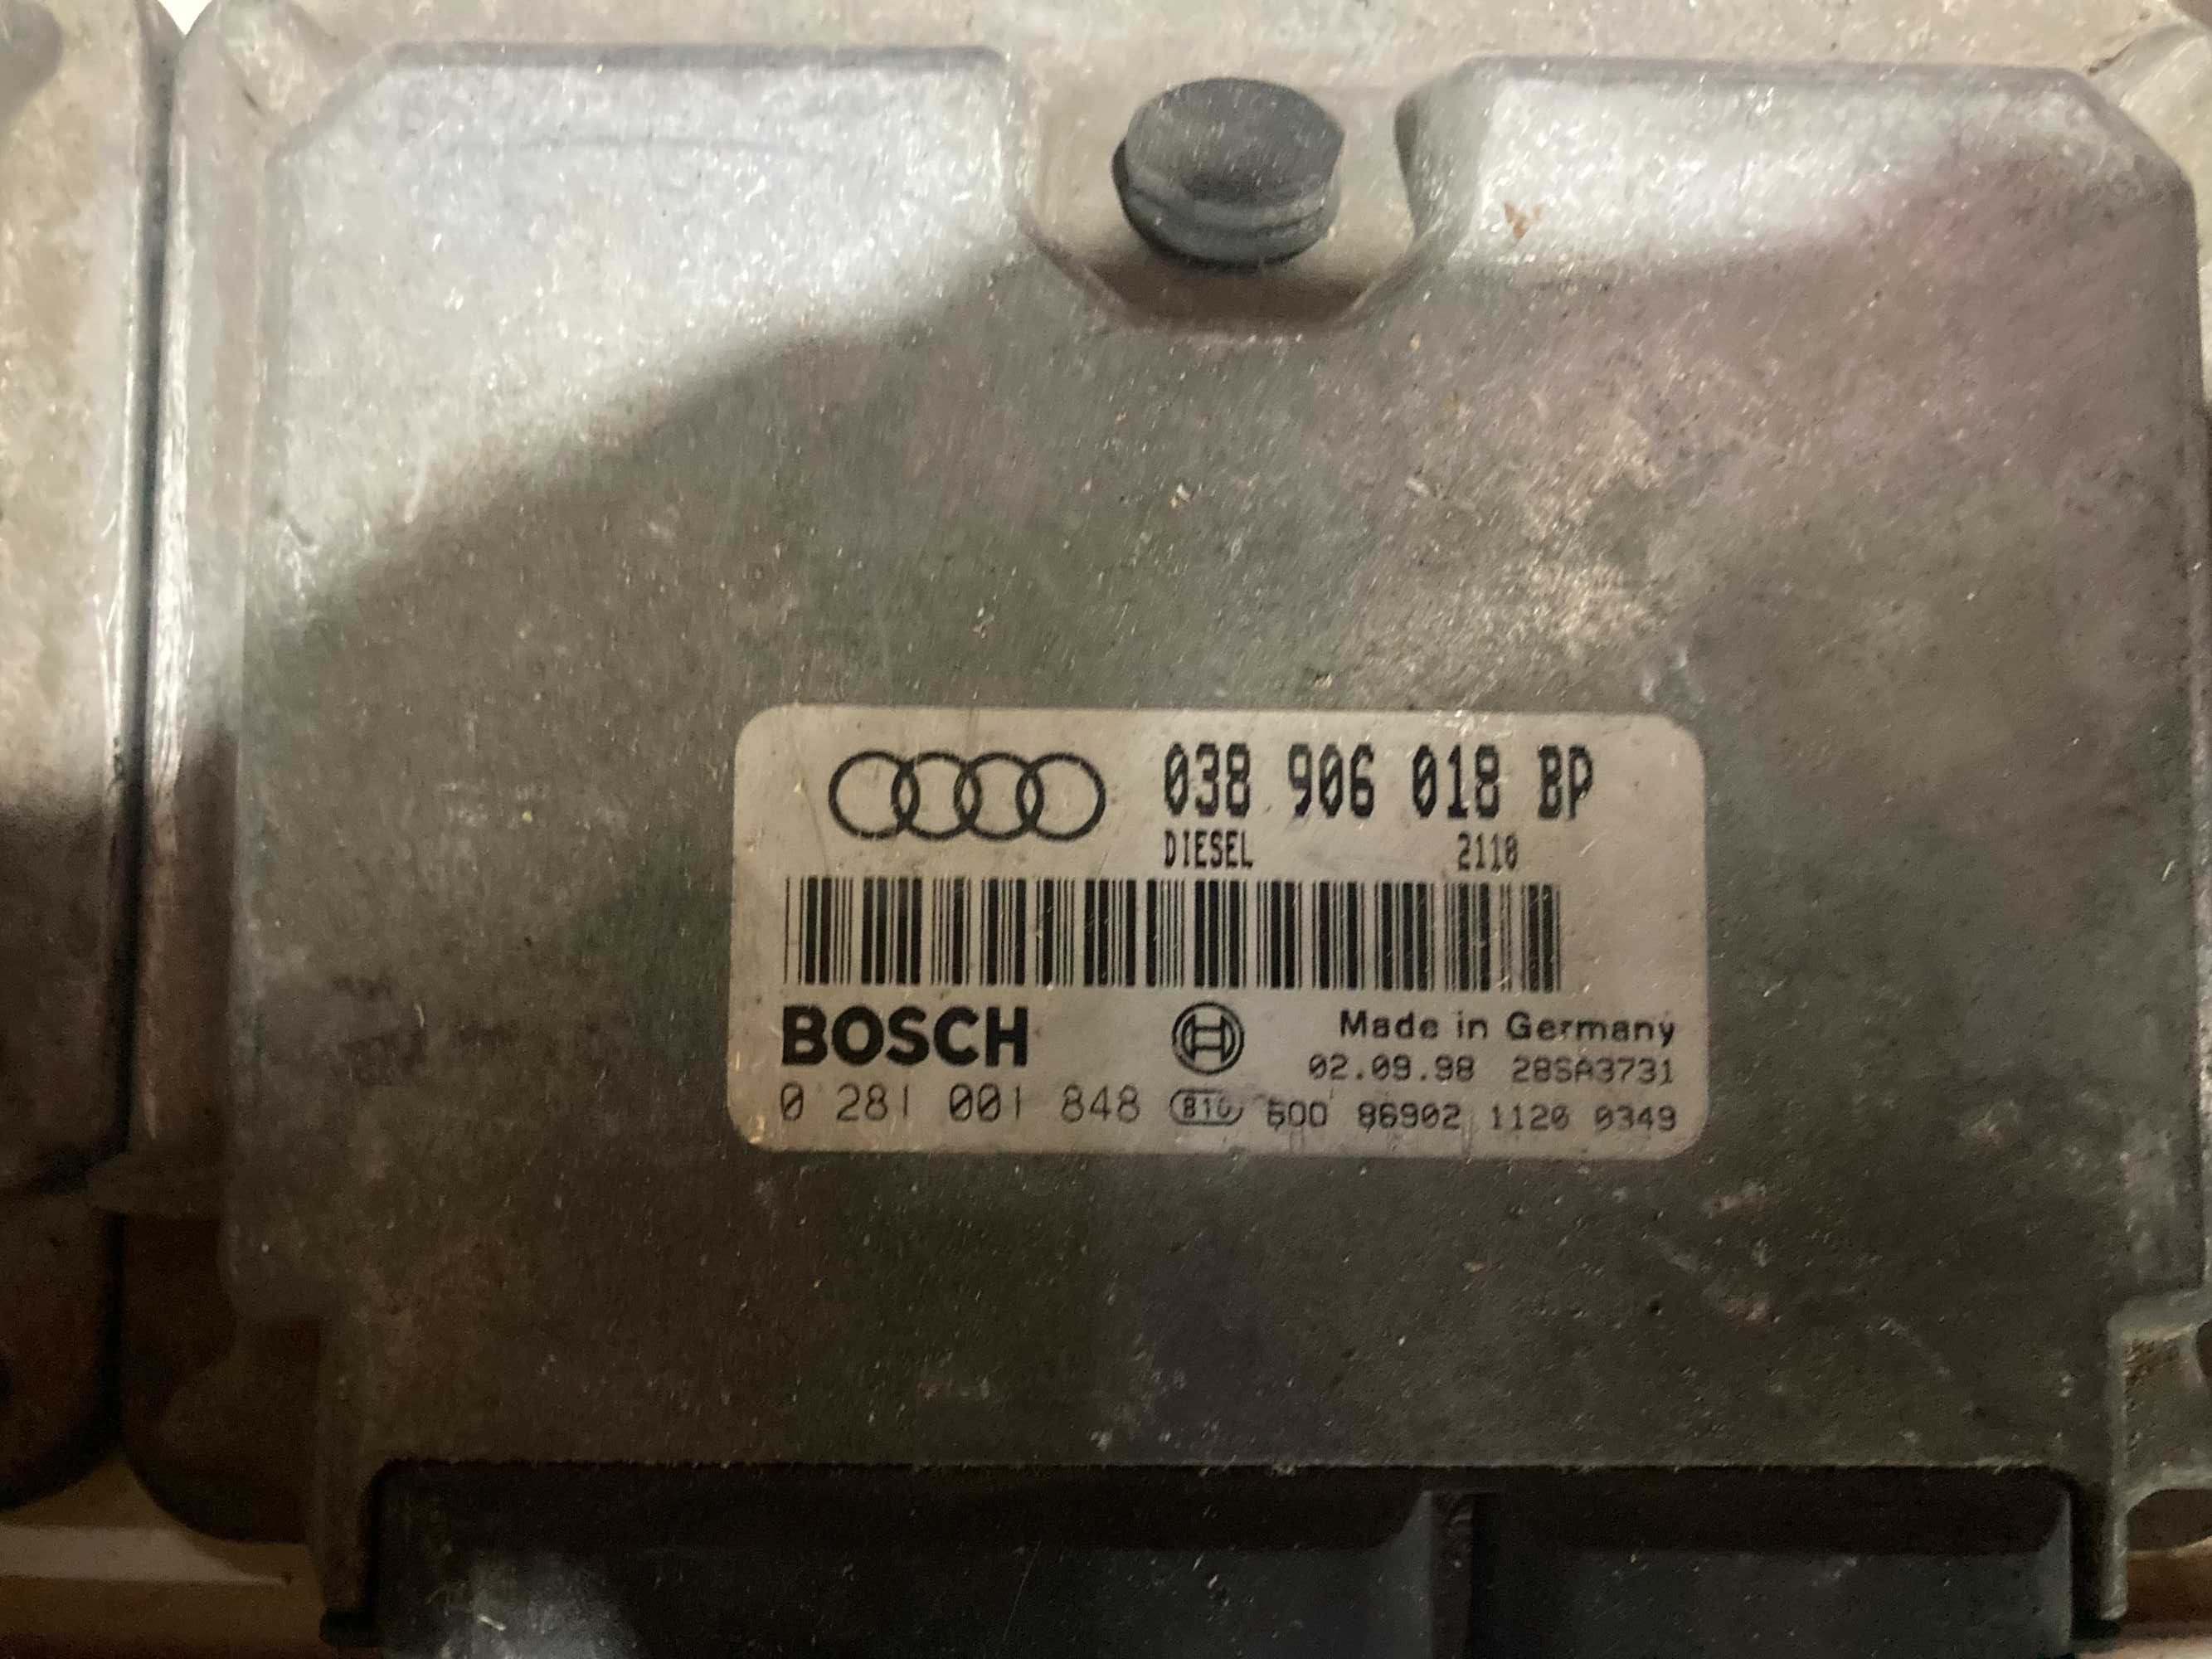 038 906 018 BP
DIESEL 2110
BOSCH
Made in Germany
02.09.98 28SA3731
0 281 001 848 B10 500 86902 1120 0349